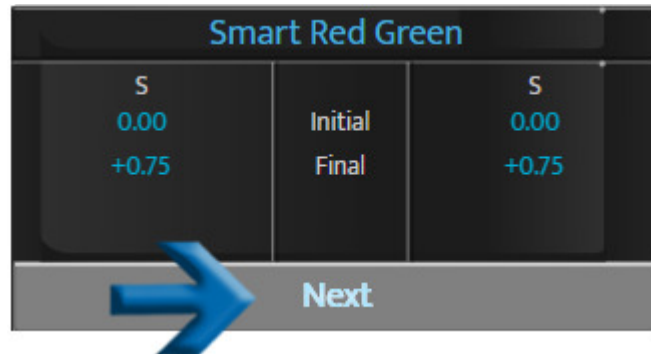 Smart Red Green
S S
0.00 Initial 0.00
+0.75 Final +0.75
Next